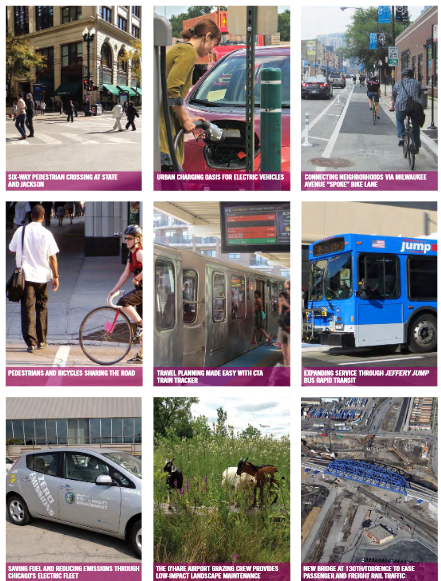 SIX-WAY PEDESTRIAN CROSSING AT STATE
AND JACKSON
URBAN CHARGING OASIS FOR ELECTRIC VEHICLES
CONNECTING NEIGHBORHOODS VIA MILWAUKEE
AVENUE "SPOKE" BIKE LANE
PEDESTRIANS AND BICYCLES SHARING THE ROAD
TRAVEL PLANNING MADE EASY WITH CTA
TRAIN TRACKER
jump
EXPANDING SERVICE THROUGH JEFFERY JUMP
BUS RAPID TRANSIT
ZERO
EMISSION
SAVING FUEL AND REDUCING EMISSIONS THROUGH
CHICAGO'S ELECTRIC FLEET
THE O'HARE AIRPORT GRAZING CREW PROVIDES
LOW-IMPACT LANDSCAPE MAINTENANCE
NEW BRIDGE AT 130TH/TORRENCE TO EASE
PASSENGER AND FREIGHT RAIL TRAFFIC